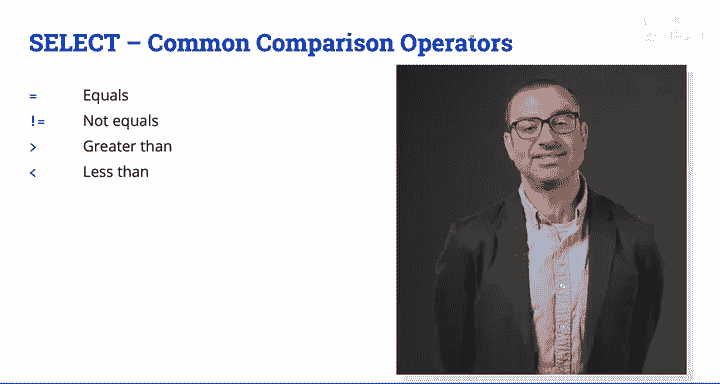 SELECT – Common Comparison Operators
= Equals
!= Not equals
> Greater than
< Less than